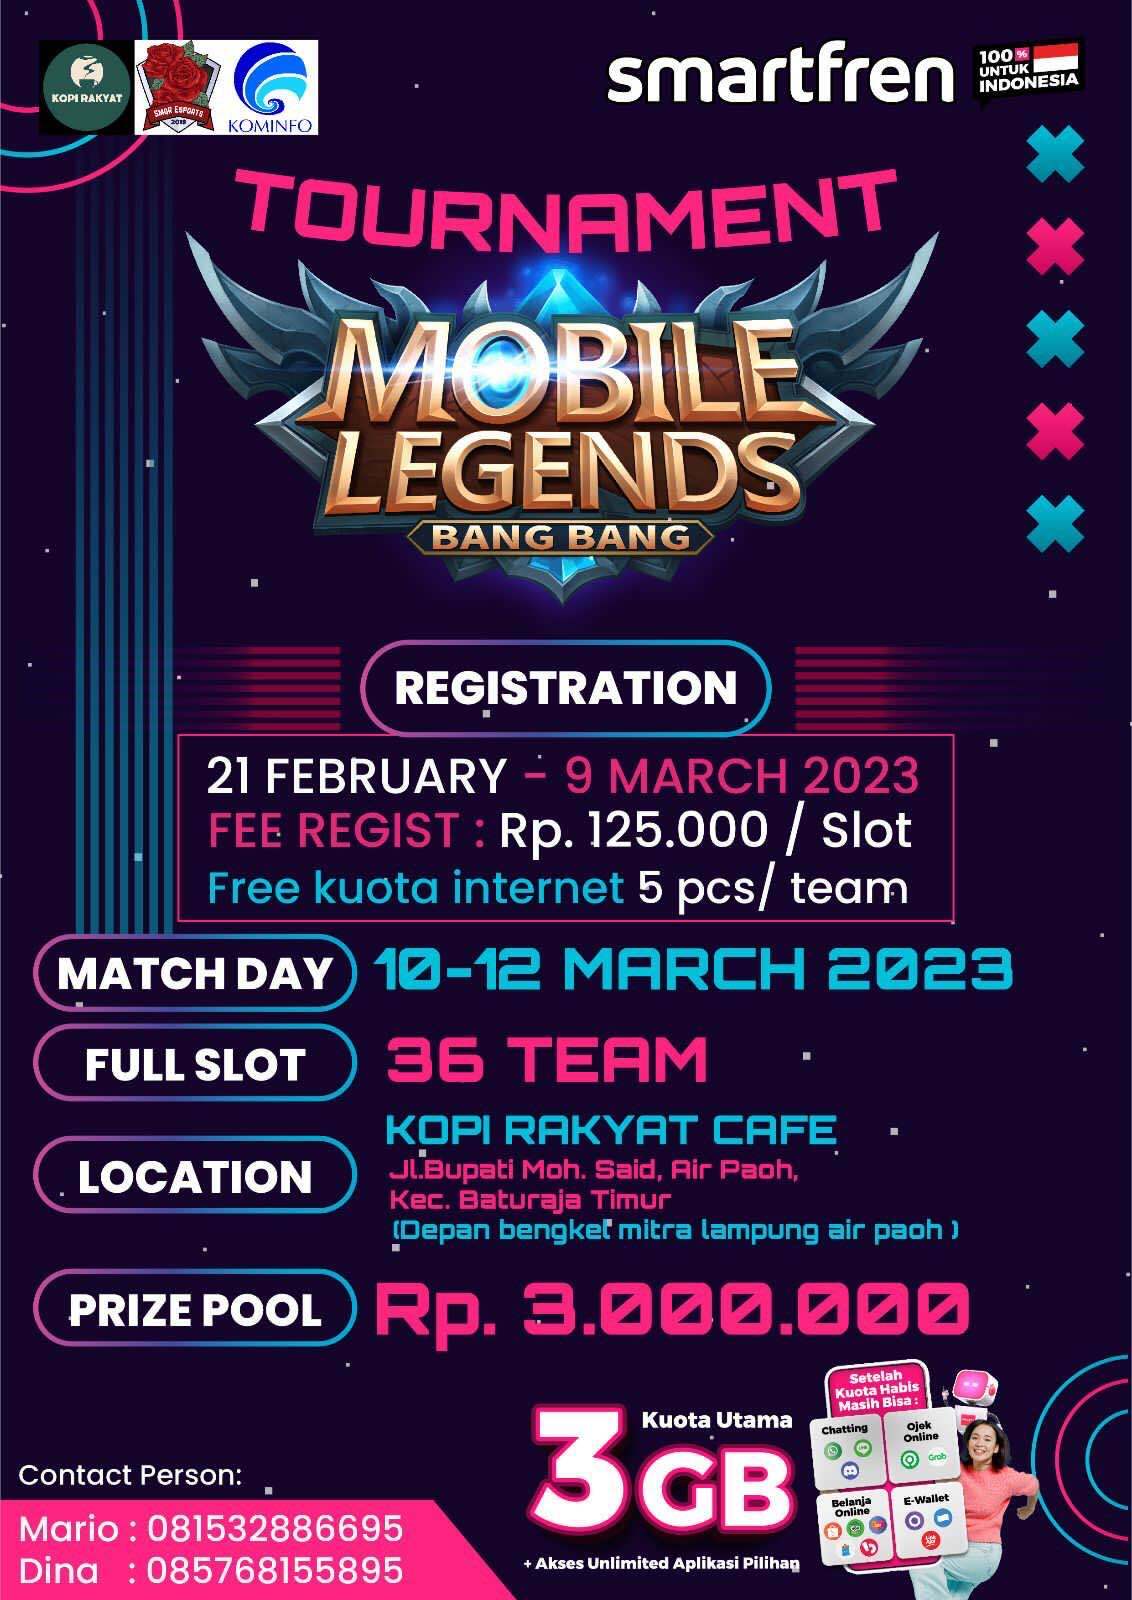 KOPI RAKYAT
SMOR ESPORTS
2019
KOMINFO
smartfren
100%
UNTUK
INDONESIA
TOURNAMENT
MOBILE
LEGENDS
BANG BANG
REGISTRATION
21 FEBRUARY - 9 MARCH 2023
FEE REGIST : Rp. 125.000 / Slot
Free kuota internet 5 pcs/ team
MATCH DAY 10-12 MARCH 2023
FULL SLOT 36 TEAM
LOCATION
KOPI RAKYAT CAFE
Jl.Bupati Moh. Said, Air Paoh,
Kec. Baturaja Timur
(Depan bengkel mitra lampung air paoh )
PRIZE POOL Rp. 3.000.000
Contact Person:
Mario : 081532886695
Dina : 085768155895
Kuota Utama
3GB
+ Akses Unlimited Aplikasi Pilihan
Setelah
Kuota Habis
Masih Bisa :
Chatting
Ojek
Online
Grab
Belanja
Online
E-Wallet